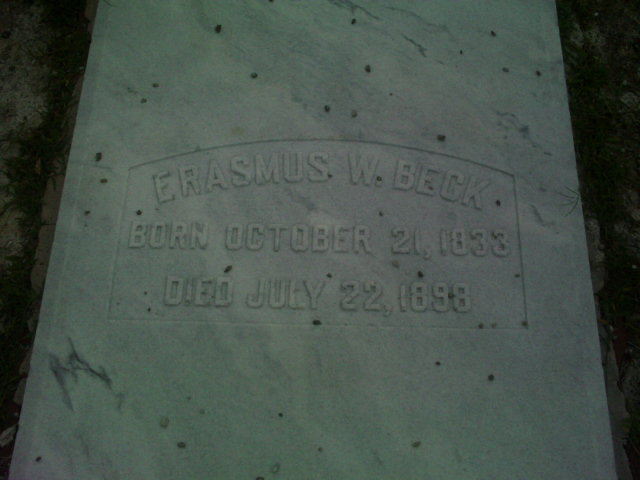 ERASMUS W. BECK
BORN OCTOBER 21, 1833
DIED JULY 22, 1898